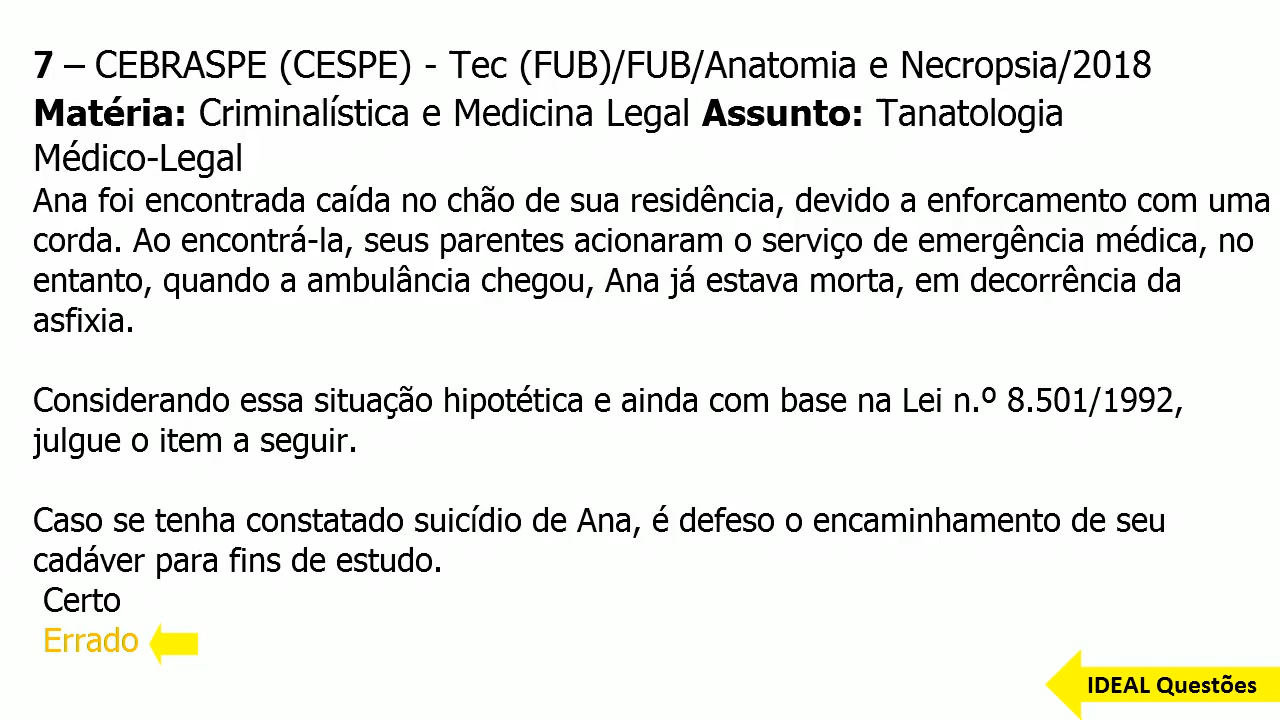 7 – CEBRASPE (CESPE) - Tec (FUB)/FUB/Anatomia e Necropsia/2018
Matéria: Criminalística e Medicina Legal Assunto: Tanatologia
Médico-Legal
Ana foi encontrada caída no chão de sua residência, devido a enforcamento com uma
corda. Ao encontrá-la, seus parentes acionaram o serviço de emergência médica, no
entanto, quando a ambulância chegou, Ana já estava morta, em decorrência da
asfixia.
Considerando essa situação hipotética e ainda com base na Lei n.º 8.501/1992,
julgue o item a seguir.
Caso se tenha constatado suicídio de Ana, é defeso o encaminhamento de seu
cadáver para fins de estudo.
Certo
Errado
IDEAL Questões